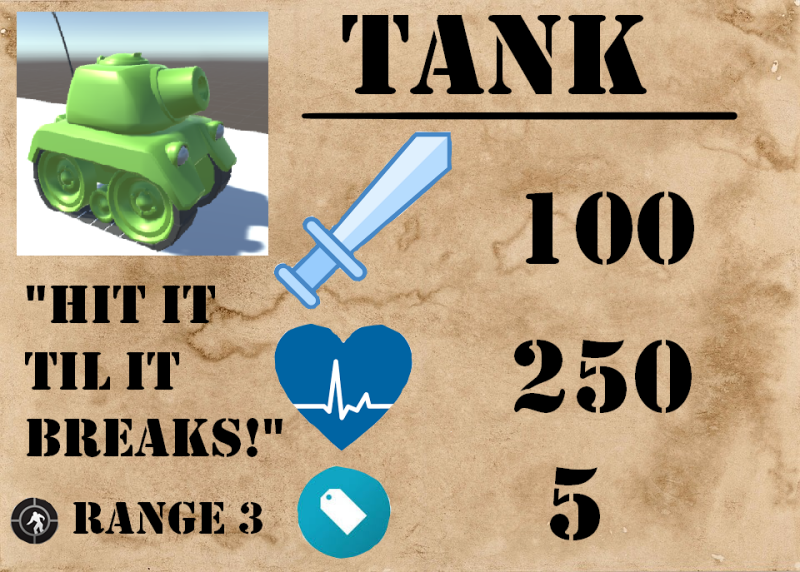 TANK
100
"HIT IT
TIL IT
BREAKS!"
250
RANGE 3
5